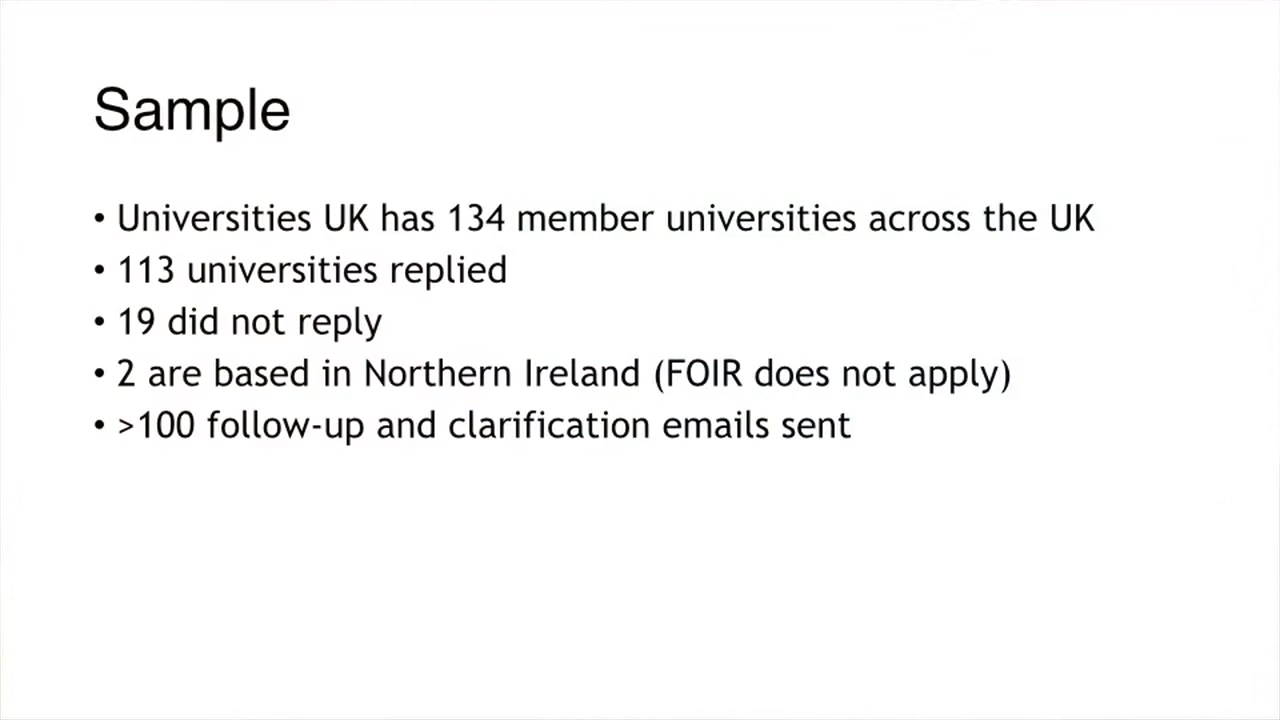 Sample
• Universities UK has 134 member universities across the UK
• 113 universities replied
• 19 did not reply
• 2 are based in Northern Ireland (FOIR does not apply)
• >100 follow-up and clarification emails sent